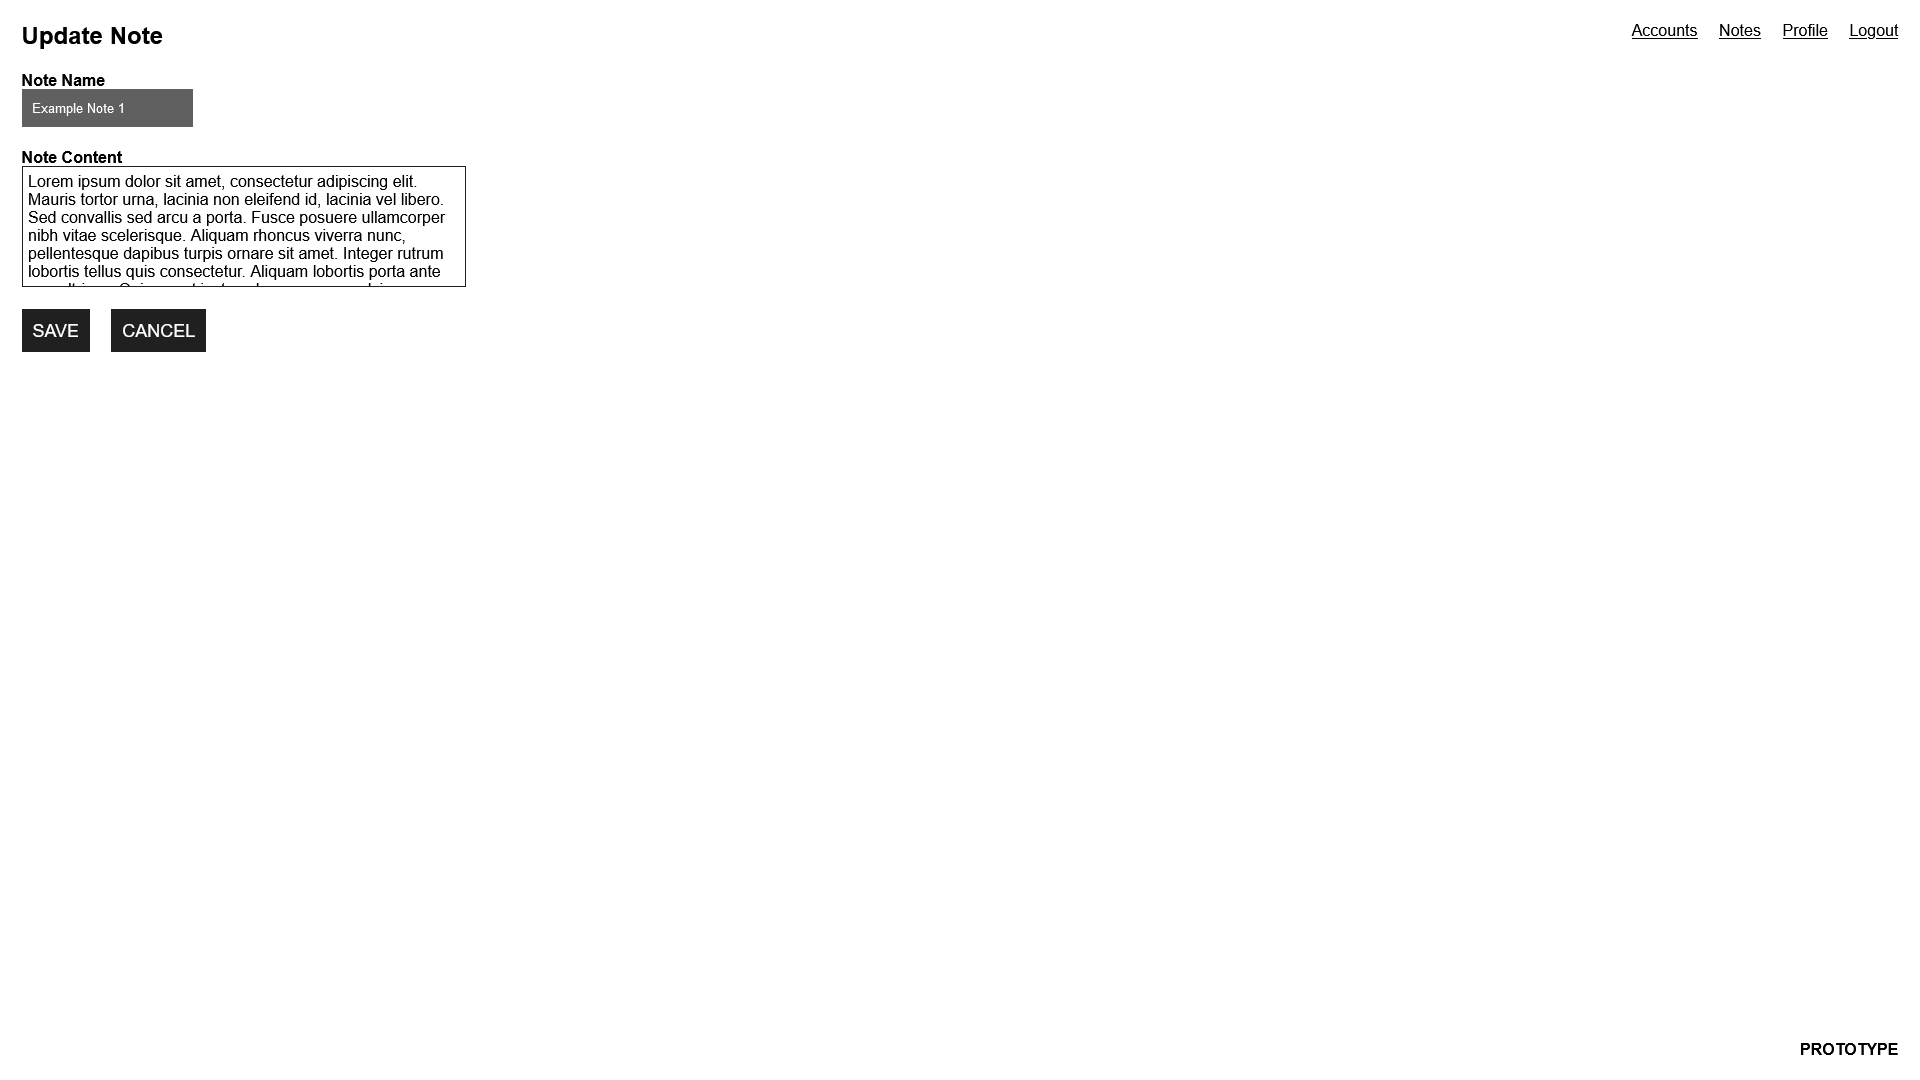 Update Note
Accounts Notes Profile Logout
Note Name
Example Note 1
Note Content
Lorem ipsum dolor sit amet, consectetur adipiscing elit.
Mauris tortor urna, lacinia non eleifend id, lacinia vel libero.
Sed convallis sed arcu a porta. Fusce posuere ullamcorper
nibh vitae scelerisque. Aliquam rhoncus viverra nunc,
pellentesque dapibus turpis ornare sit amet. Integer rutrum
lobortis tellus quis consectetur. Aliquam lobortis porta ante
SAVE CANCEL
PROTOTYPE